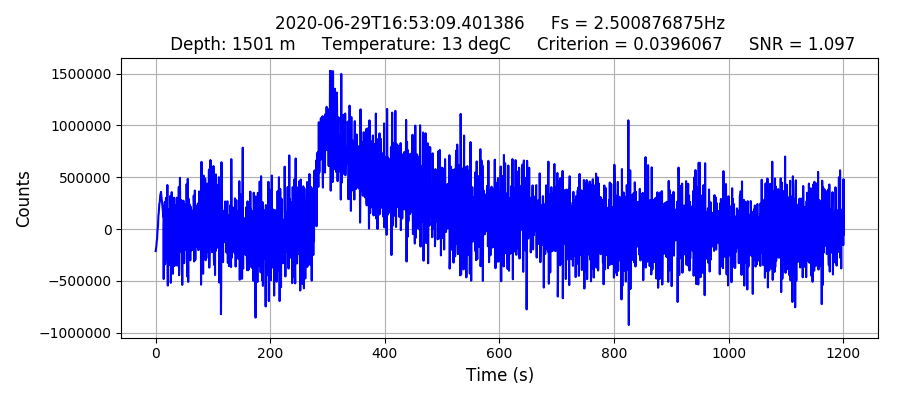 2020-06-29T16:53:09.401386     Fs = 2.500876875Hz
Depth: 1501 m     Temperature: 13 degC     Criterion = 0.0396067     SNR = 1.097
1500000
1000000
500000
0
−500000
−1000000
Counts
0 200 400 600 800 1000 1200
Time (s)